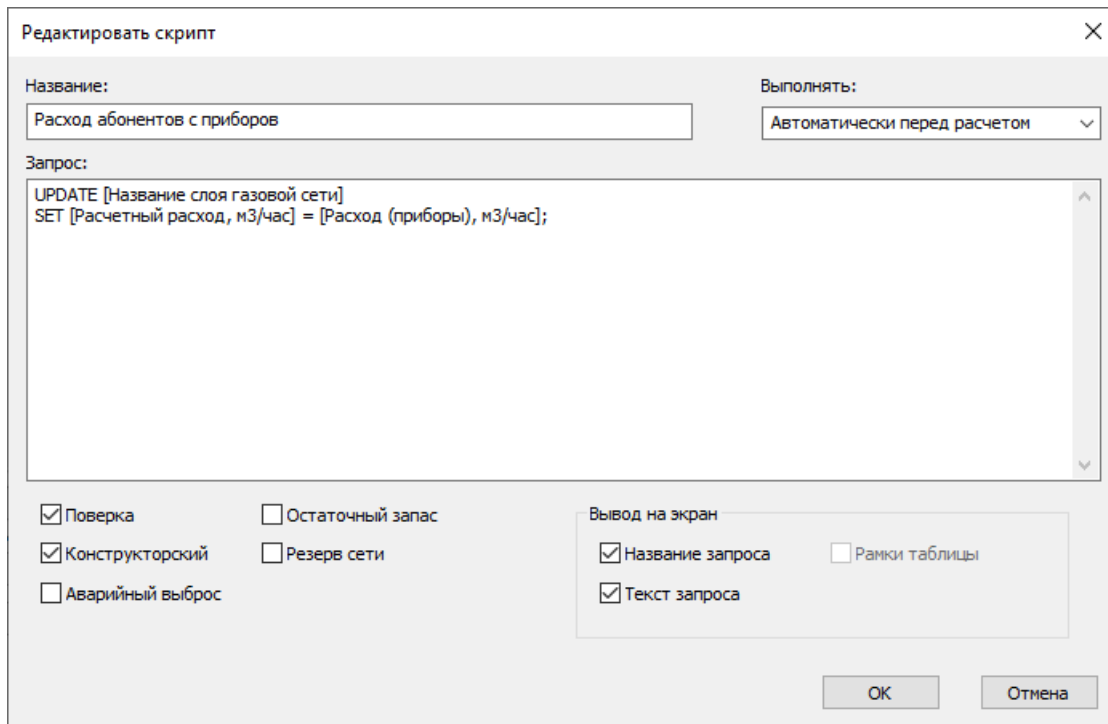 Редактировать скрипт
Название:
Выполнять:
Расход абонентов с приборов
Автоматически перед расчетом
Запрос:
UPDATE [Название слоя газовой сети]
SET [Расчетный расход, м3/час] = [Расход (приборы), м3/час];
Поверка
Остаточный запас
Вывод на экран
Конструкторский
Резерв сети
Название запроса
Рамки таблицы
Аварийный выброс
Текст запроса
OK
Отмена